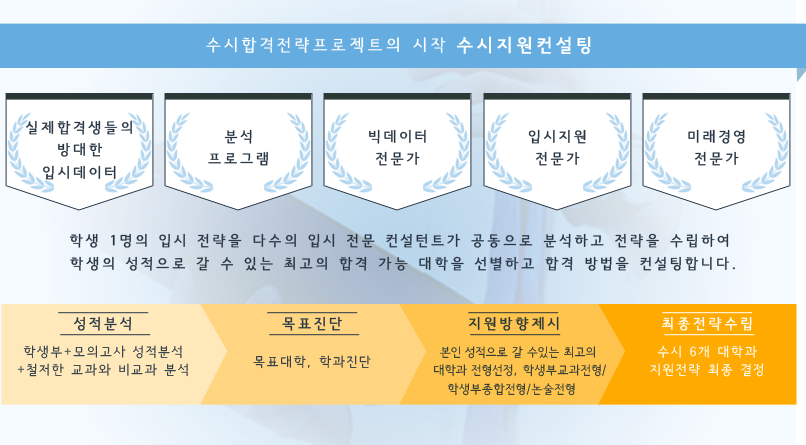 수시합격전략프로젝트의 시작 수시지원컨설팅
실제합격생들의
방대한
입시데이터
분석
프로그램
빅데이터
전문가
입시지원
전문가
미래경영
전문가
학생 1명의 입시 전략을 다수의 입시 전문 컨설턴트가 공동으로 분석하고 전략을 수립하여
학생의 성적으로 갈 수 있는 최고의 합격 가능 대학을 선별하고 합격 방법을 컨설팅합니다.
성적분석
학생부+모의고사 성적분석
+철저한 교과와 비교과 분석
목표진단
목표대학, 학과진단
지원방향제시
본인 성적으로 갈 수있는 최고의
대학과 전형선정, 학생부교과전형/
학생부종합전형/논술전형
최종전략수립
수시 6개 대학과
지원전략 최종 결정